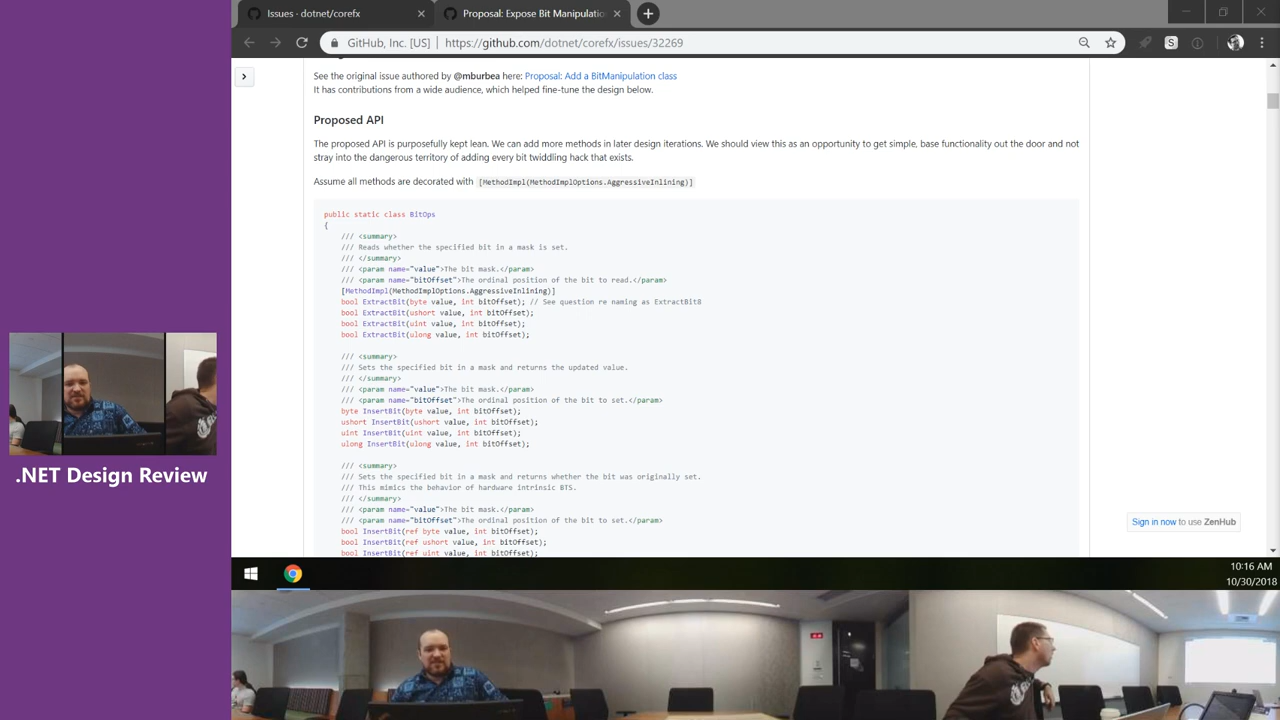 Issues · dotnet/corefx
Proposal: Expose Bit Manipulatio
GitHub, Inc. [US]
https://github.com/dotnet/corefx/issues/32269
See the original issue authored by @mburbea here: Proposal: Add a BitManipulation class
It has contributions from a wide audience, which helped fine-tune the design below.
Proposed API
The proposed API is purposefully kept lean. We can add more methods in later design iterations. We should view this as an opportunity to get simple, base functionality out the door and not
stray into the dangerous territory of adding every bit twiddling hack that exists.
Assume all methods are decorated with [MethodImpl(MethodImplOptions.AggressiveInlining)]
public static class BitOps
{
/// <summary>
/// Reads whether the specified bit in a mask is set.
/// </summary>
/// <param name="value">The bit mask.</param>
/// <param name="bitOffset">The ordinal position of the bit to read.</param>
[MethodImpl(MethodImplOptions.AggressiveInlining)]
bool ExtractBit(byte value, int bitOffset); // See question re naming as ExtractBit8
bool ExtractBit(ushort value, int bitOffset);
bool ExtractBit(uint value, int bitOffset);
bool ExtractBit(ulong value, int bitOffset);
/// <summary>
/// Sets the specified bit in a mask and returns the updated value.
/// </summary>
/// <param name="value">The bit mask.</param>
/// <param name="bitOffset">The ordinal position of the bit to set.</param>
byte InsertBit(byte value, int bitOffset);
ushort InsertBit(ushort value, int bitOffset);
uint InsertBit(uint value, int bitOffset);
ulong InsertBit(ulong value, int bitOffset);
/// <summary>
/// Sets the specified bit in a mask and returns whether the bit was originally set.
/// This mimics the behavior of hardware intrinsic BTS.
/// </summary>
/// <param name="value">The bit mask.</param>
/// <param name="bitOffset">The ordinal position of the bit to set.</param>
bool InsertBit(ref byte value, int bitOffset);
bool InsertBit(ref ushort value, int bitOffset);
bool InsertBit(ref uint value, int bitOffset);
Sign in now to use ZenHub
.NET Design Review
10:16 AM
10/30/2018